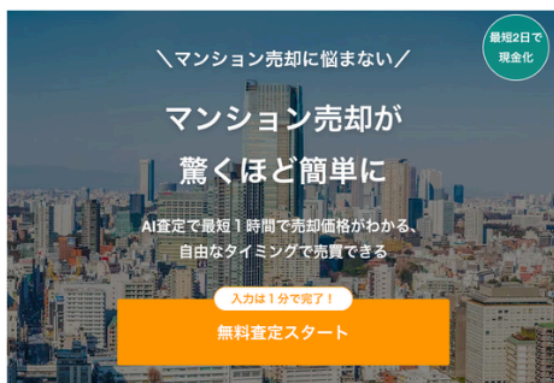 最短2日で
現金化
＼マンション売却に悩まない／
マンション売却が
驚くほど簡単に
AI査定で最短1時間で売却価格がわかる、
自由なタイミングで売買できる
入力は1分で完了！
無料査定スタート